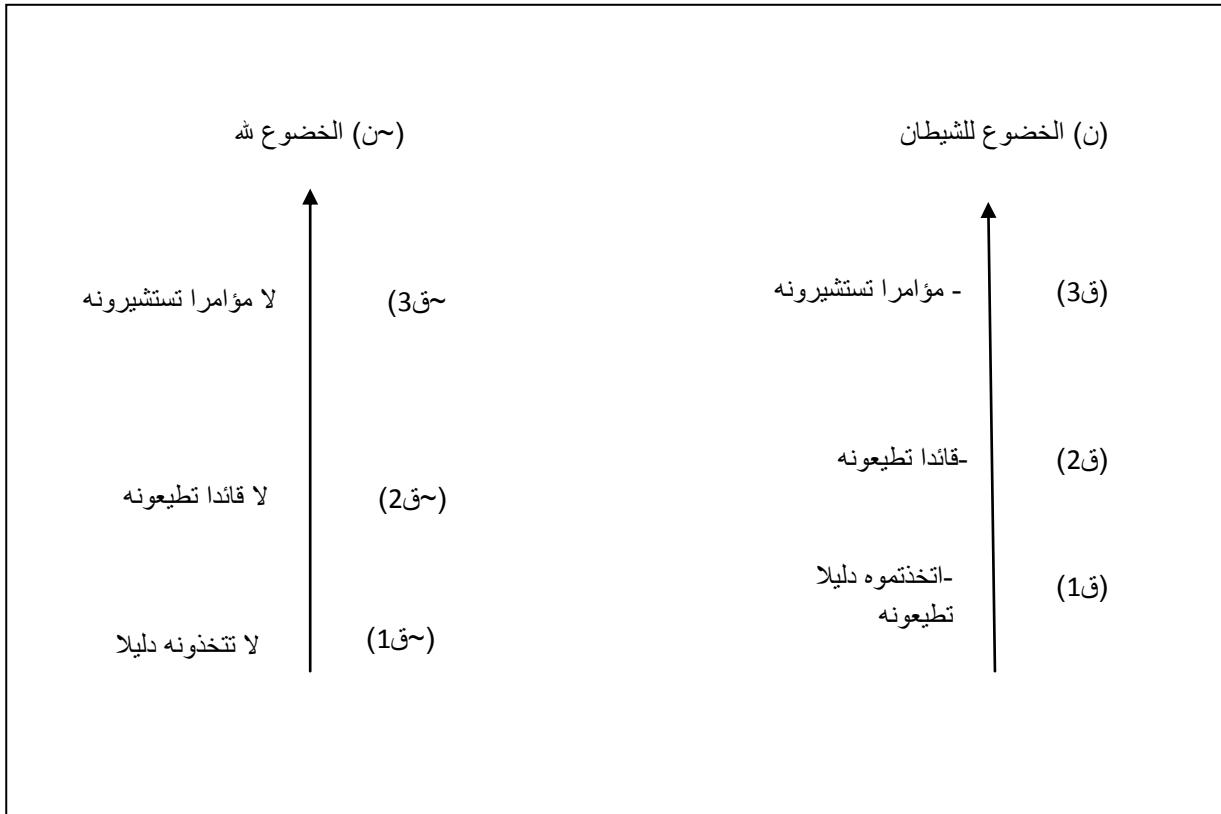 (ن) الخضوع للشيطان
(ق3) - مؤامرا تستشيرونه
(ق2) -قائدا تطيعونه
(ق1) -اتخذتموه دليلا
تطيعونه
(~ن) الخضوع لله
~ق3) لا مؤامرا تستشيرونه
(~ق2) لا قائدا تطيعونه
(~ق1) لا تتخذونه دليلا